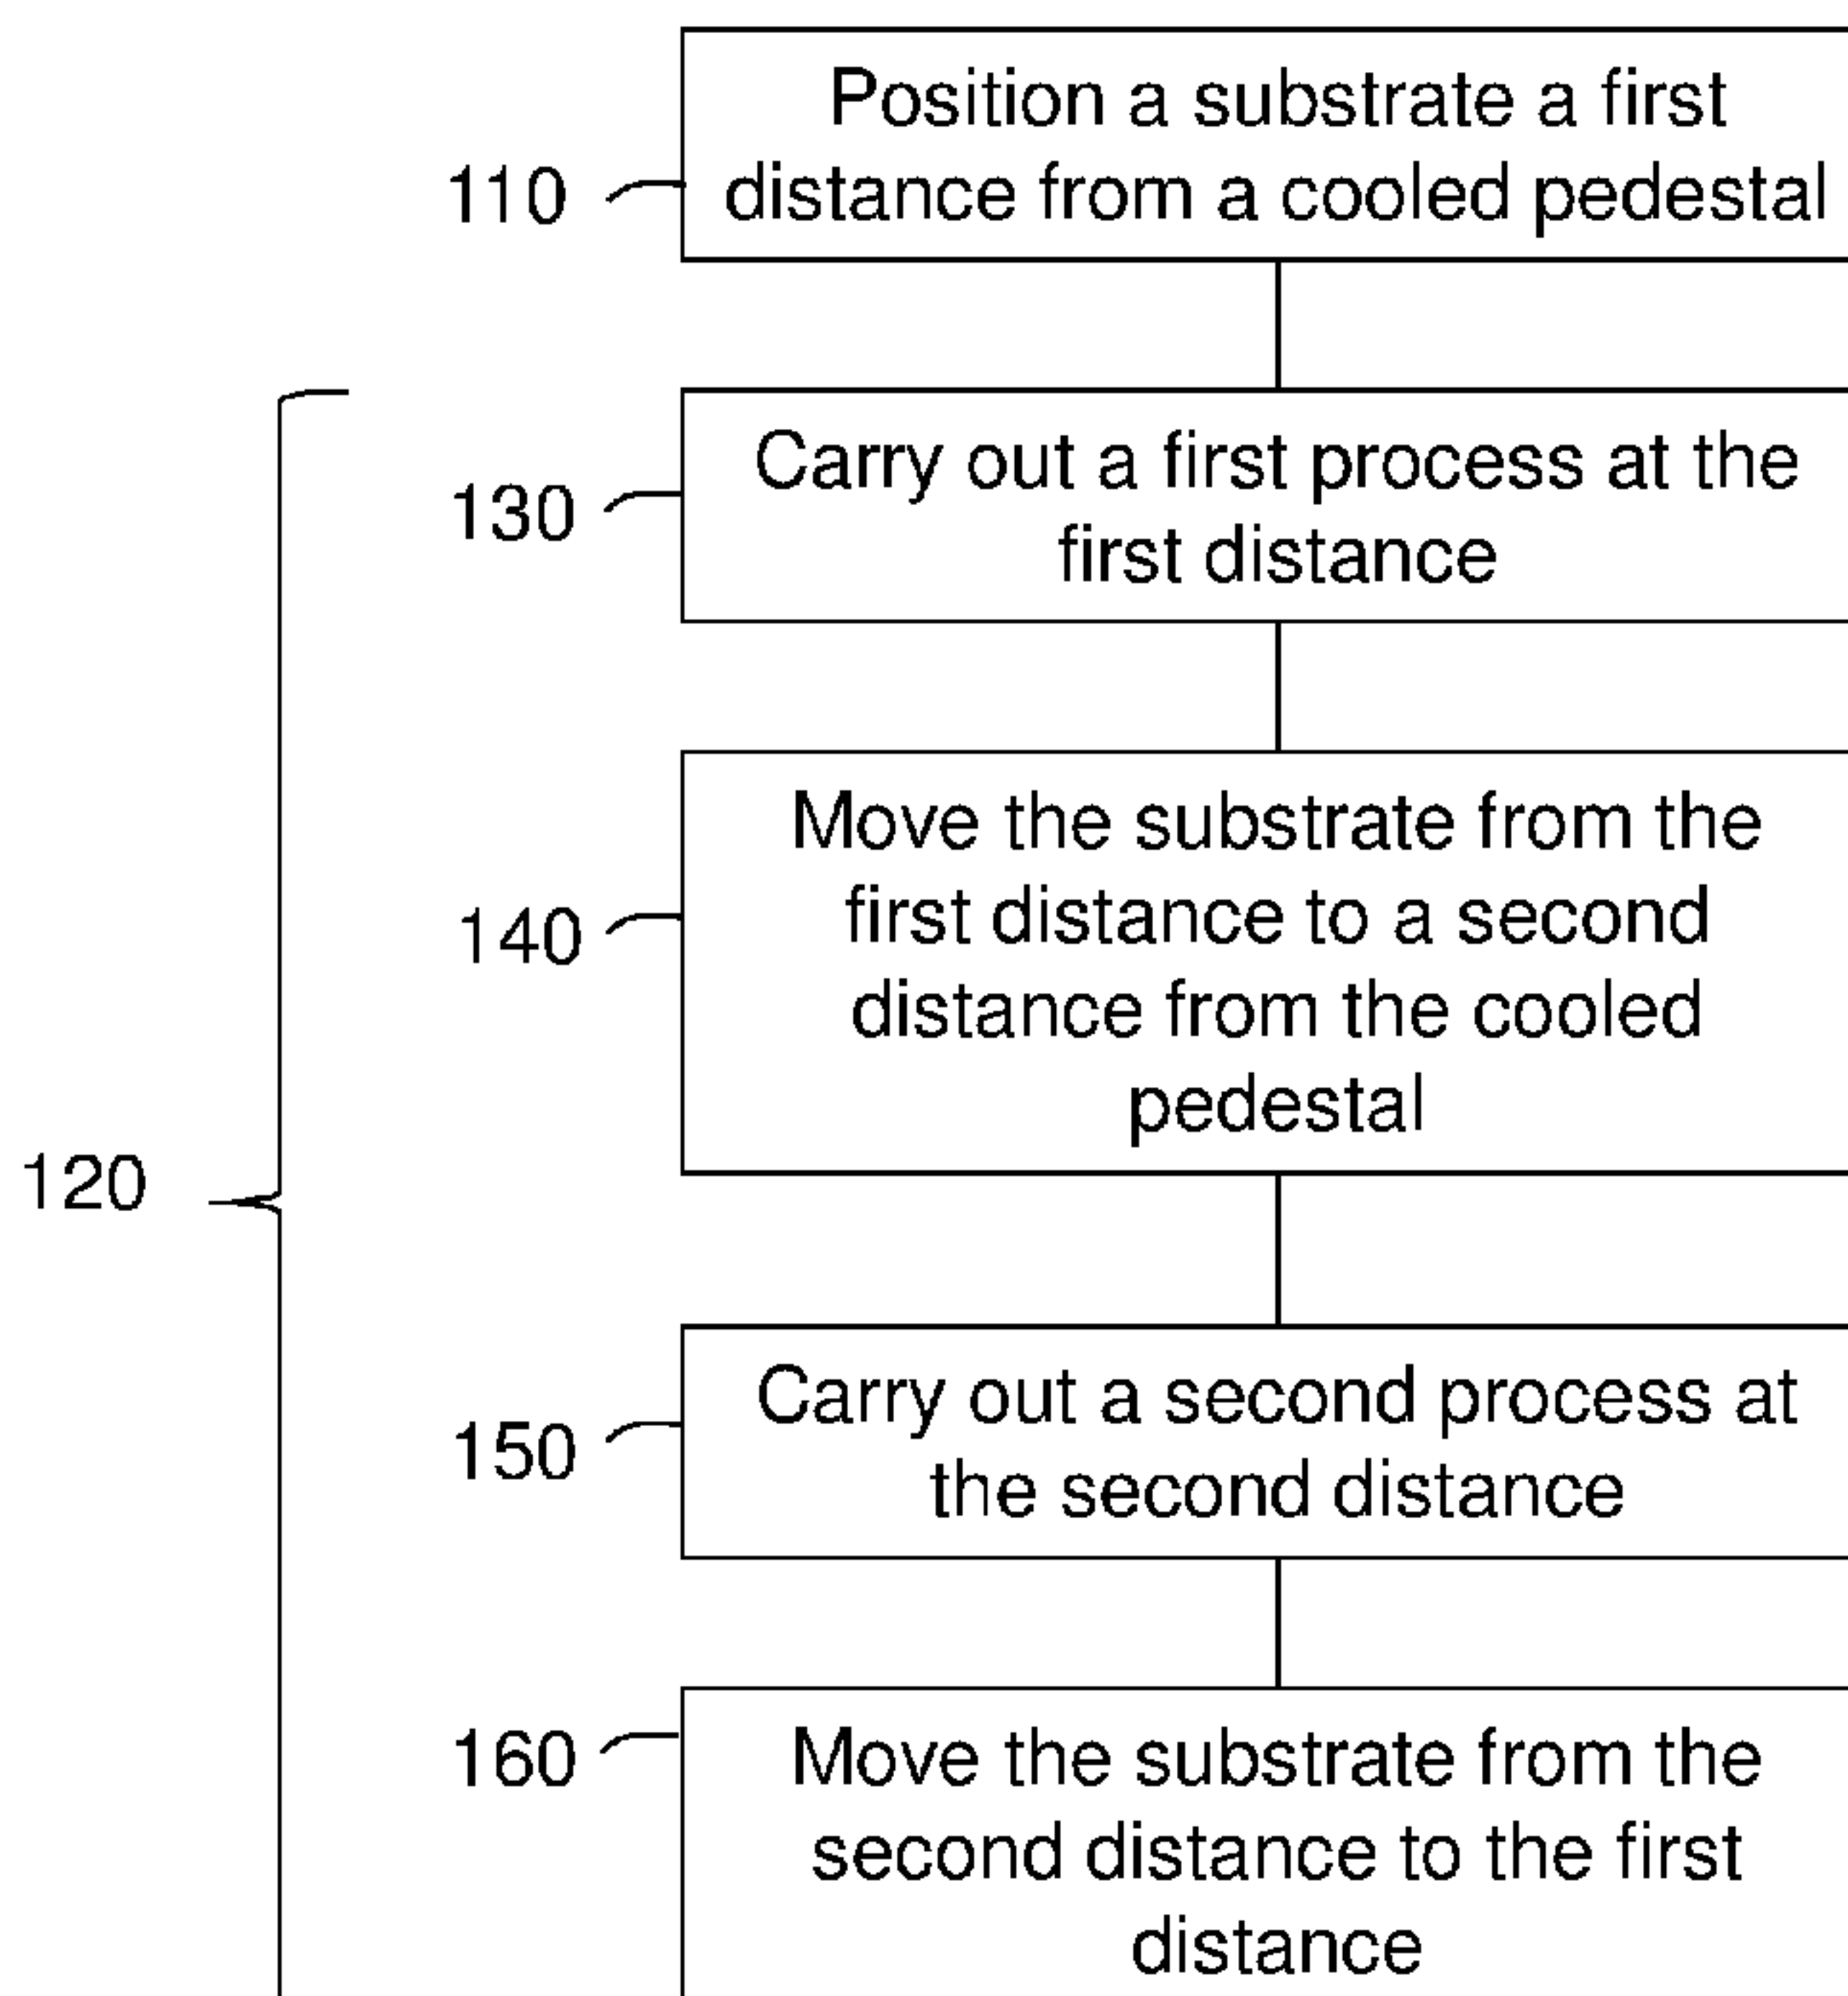 110
Position a substrate a first
distance from a cooled pedestal
130
Carry out a first process at the
first distance
140
Move the substrate from the
first distance to a second
distance from the cooled
pedestal
120
150
Carry out a second process at
the second distance
160
Move the substrate from the
second distance to the first
distance